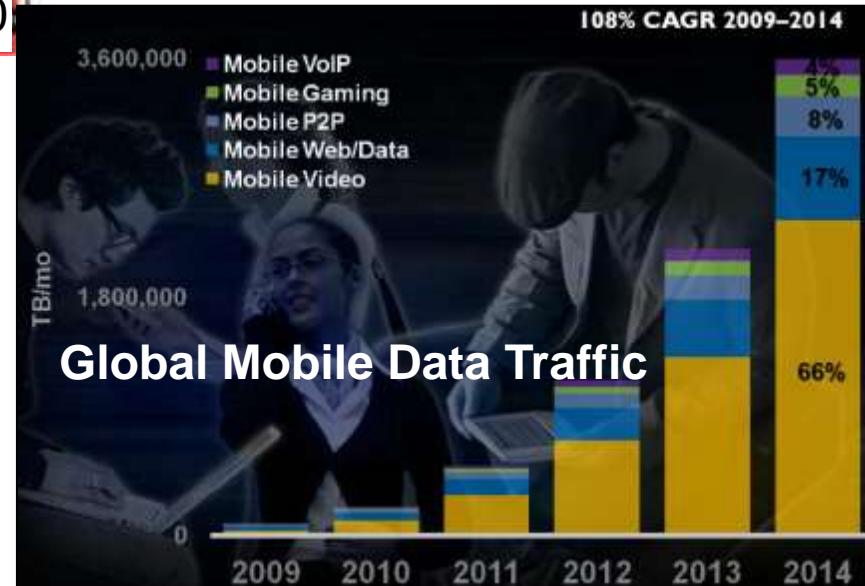 0
108% CAGR 2009–2014
3,600,000
Mobile VoIP
Mobile Gaming
Mobile P2P
Mobile Web/Data
Mobile Video
TB/mo
1,800,000
0
Global Mobile Data Traffic
4%
5%
8%
17%
66%
2009 2010 2011 2012 2013 2014